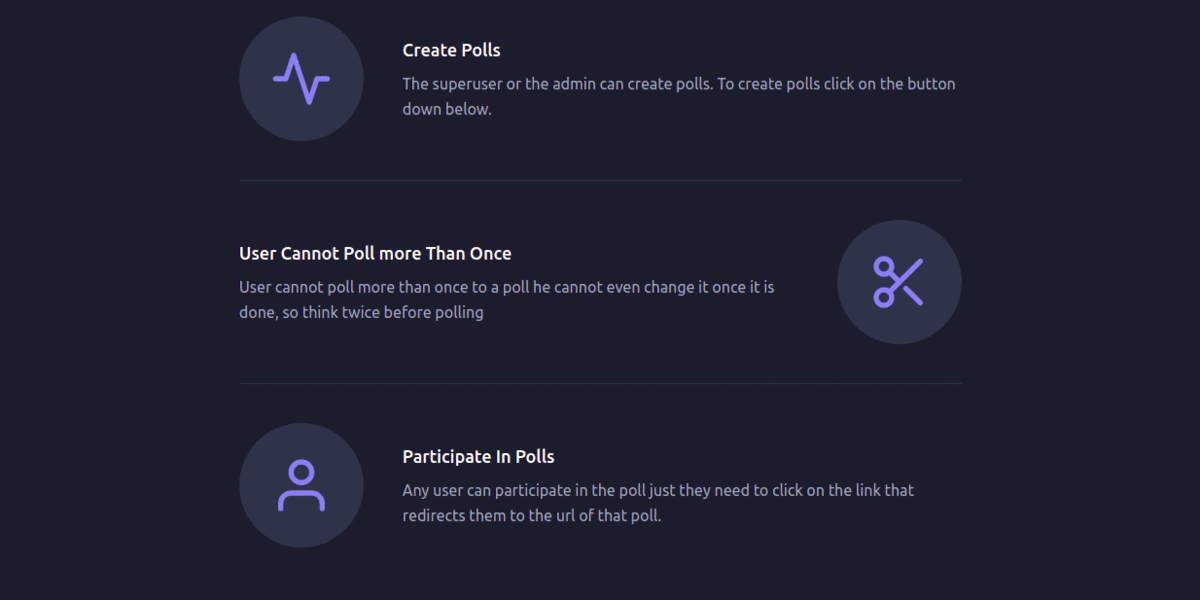 Create Polls
The superuser or the admin can create polls. To create polls click on the button
down below.
User Cannot Poll more Than Once
User cannot poll more than once to a poll he cannot even change it once it is
done, so think twice before polling
Participate In Polls
Any user can participate in the poll just they need to click on the link that
redirects them to the url of that poll.